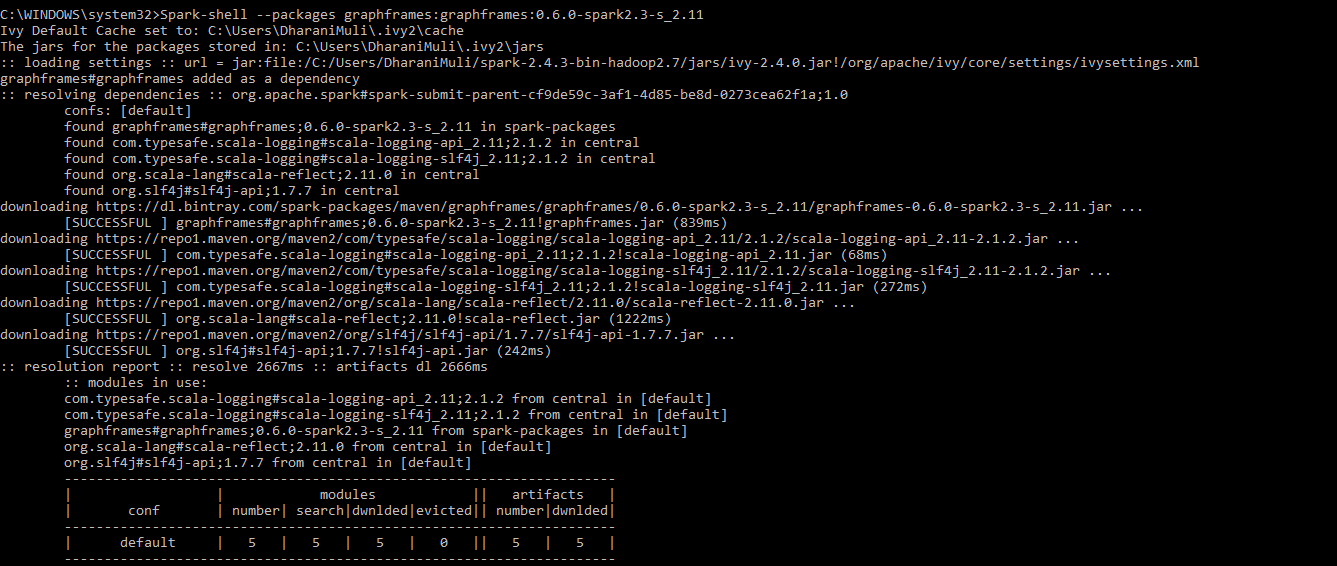 C:\WINDOWS\system32>Spark-shell --packages graphframes:graphframes:0.6.0-spark2.3-s_2.11
Ivy Default Cache set to: C:\Users\DharaniMuli\.ivy2\cache
The jars for the packages stored in: C:\Users\DharaniMuli\.ivy2\jars
:: loading settings :: url = jar:file:/C:/Users/DharaniMuli/spark-2.4.3-bin-hadoop2.7/jars/ivy-2.4.0.jar!/org/apache/ivy/core/settings/ivysettings.xml
graphframes#graphframes added as a dependency
:: resolving dependencies :: org.apache.spark#spark-submit-parent-cf9de59c-3af1-4d85-be8d-0273cea62f1a;1.0
        confs: [default]
        found graphframes#graphframes;0.6.0-spark2.3-s_2.11 in spark-packages
        found com.typesafe.scala-logging#scala-logging-api_2.11;2.1.2 in central
        found com.typesafe.scala-logging#scala-logging-slf4j_2.11;2.1.2 in central
        found org.scala-lang#scala-reflect;2.11.0 in central
        found org.slf4j#slf4j-api;1.7.7 in central
downloading https://dl.bintray.com/spark-packages/maven/graphframes/graphframes/0.6.0-spark2.3-s_2.11/graphframes-0.6.0-spark2.3-s_2.11.jar ...
        [SUCCESSFUL ] graphframes#graphframes;0.6.0-spark2.3-s_2.11!graphframes.jar (839ms)
downloading https://repo1.maven.org/maven2/com/typesafe/scala-logging/scala-logging-api_2.11/2.1.2/scala-logging-api_2.11-2.1.2.jar ...
        [SUCCESSFUL ] com.typesafe.scala-logging#scala-logging-api_2.11;2.1.2!scala-logging-api_2.11.jar (68ms)
downloading https://repo1.maven.org/maven2/com/typesafe/scala-logging/scala-logging-slf4j_2.11/2.1.2/scala-logging-slf4j_2.11-2.1.2.jar ...
        [SUCCESSFUL ] com.typesafe.scala-logging#scala-logging-slf4j_2.11;2.1.2!scala-logging-slf4j_2.11.jar (272ms)
downloading https://repo1.maven.org/maven2/org/scala-lang/scala-reflect/2.11.0/scala-reflect-2.11.0.jar ...
        [SUCCESSFUL ] org.scala-lang#scala-reflect;2.11.0!scala-reflect.jar (1222ms)
downloading https://repo1.maven.org/maven2/org/slf4j/slf4j-api/1.7.7/slf4j-api-1.7.7.jar ...
        [SUCCESSFUL ] org.slf4j#slf4j-api;1.7.7!slf4j-api.jar (242ms)
:: resolution report :: resolve 2667ms :: artifacts dl 2666ms
        :: modules in use:
        com.typesafe.scala-logging#scala-logging-api_2.11;2.1.2 from central in [default]
        com.typesafe.scala-logging#scala-logging-slf4j_2.11;2.1.2 from central in [default]
        graphframes#graphframes;0.6.0-spark2.3-s_2.11 from spark-packages in [default]
        org.scala-lang#scala-reflect;2.11.0 from central in [default]
        org.slf4j#slf4j-api;1.7.7 from central in [default]
        ---------------------------------------------------------------------
        |                  |            modules            ||   artifacts   |
        |       conf       | number| search|dwnlded|evicted|| number|dwnlded|
        ---------------------------------------------------------------------
        |      default     |   5   |   5   |   5   |   0   ||   5   |   5   |
        ---------------------------------------------------------------------